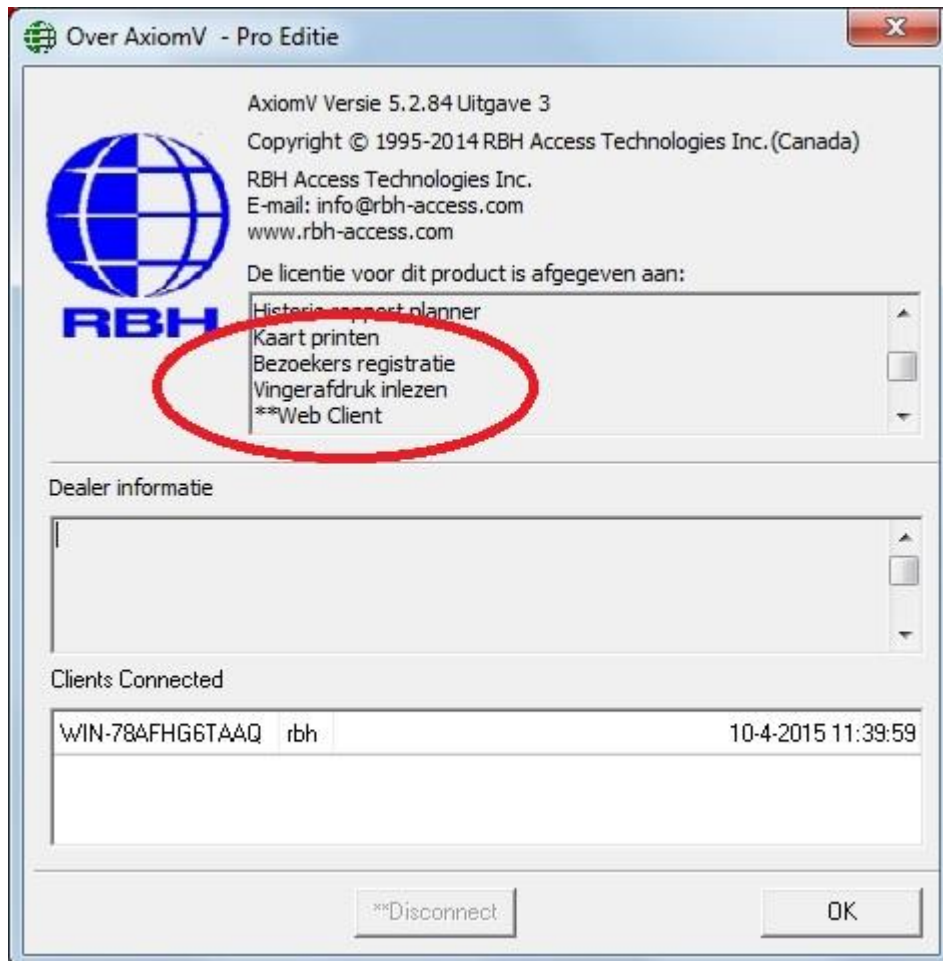 Over AxiomV - Pro Editie
AxiomV Versie 5.2.84 Uitgave 3
Copyright © 1995-2014 RBH Access Technologies Inc.(Canada)
RBH Access Technologies Inc.
E-mail: info@rbh-access.com
www.rbh-access.com
De licentie voor dit product is afgegeven aan:
RBH
Historie rapport planner
Kaart printen
Bezoekers registratie
Vingerafdruk inlezen
**Web Client
Dealer informatie
Clients Connected
WIN-78AFHG6TAAQ rbh 10-4-2015 11:39:59
**Disconnect OK